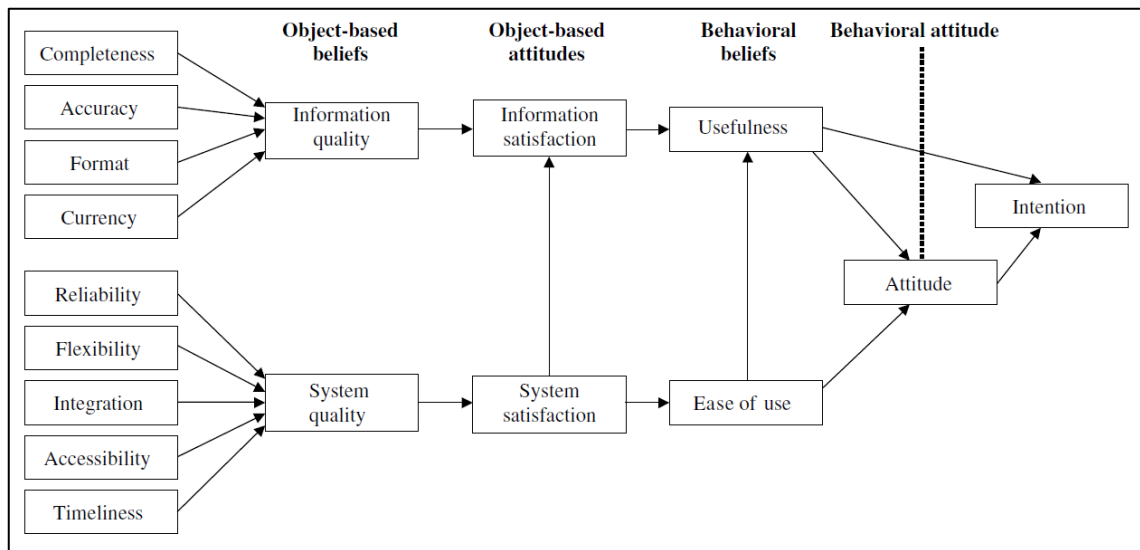 Object-based
beliefs
Object-based
attitudes
Behavioral
beliefs
Behavioral attitude
Completeness
Accuracy
Format
Currency
Information
quality
Information
satisfaction
Usefulness
Intention
Attitude
Reliability
Flexibility
Integration
Accessibility
Timeliness
System
quality
System
satisfaction
Ease of use